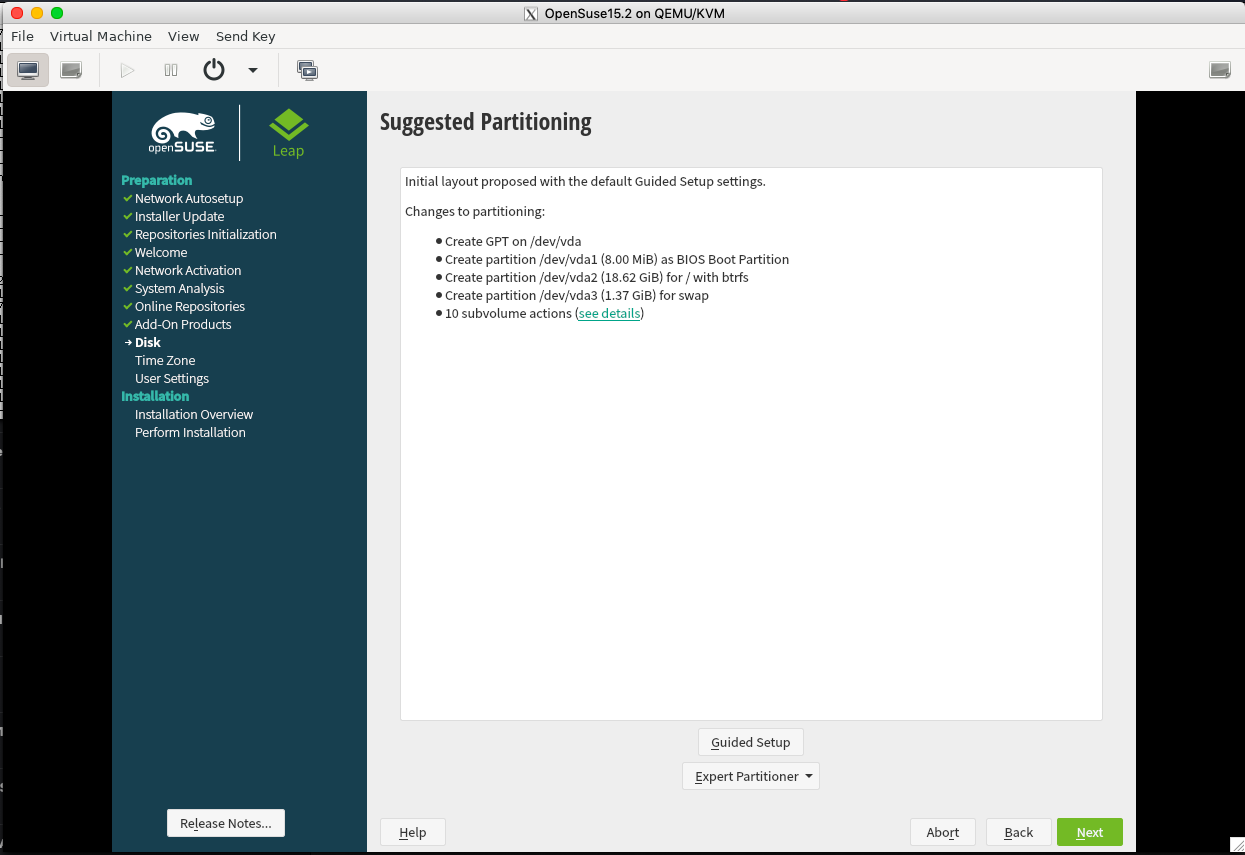 OpenSuse15.2 on QEMU/KVM
File Virtual Machine View Send Key
openSUSE
Leap
Preparation
Network Autosetup
Installer Update
Repositories Initialization
Welcome
Network Activation
System Analysis
Online Repositories
Add-On Products
Disk
Time Zone
User Settings
Installation
Installation Overview
Perform Installation
Release Notes...
Suggested Partitioning
Initial layout proposed with the default Guided Setup settings.
Changes to partitioning:
Create GPT on /dev/vda
Create partition /dev/vda1 (8.00 MiB) as BIOS Boot Partition
Create partition /dev/vda2 (18.62 GiB) for / with btrfs
Create partition /dev/vda3 (1.37 GiB) for swap
10 subvolume actions (see details)
Guided Setup
Expert Partitioner
Help Abort Back Next